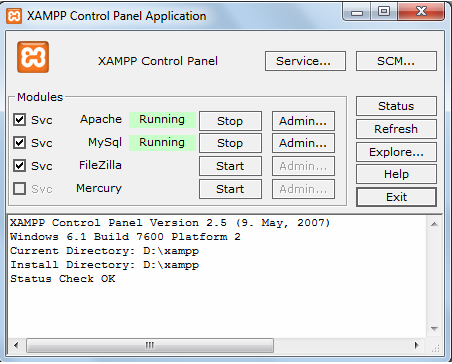 XAMPP Control Panel Application
XAMPP Control Panel
Service...
SCM...
Modules
Svc Apache Running Stop Admin...
Svc MySql Running Stop Admin...
Svc FileZilla Start Admin...
Svc Mercury Start Admin...
Status
Refresh
Explore...
Help
Exit
XAMPP Control Panel Version 2.5 (9. May, 2007)
Windows 6.1 Build 7600 Platform 2
Current Directory: D:\xampp
Install Directory: D:\xampp
Status Check OK